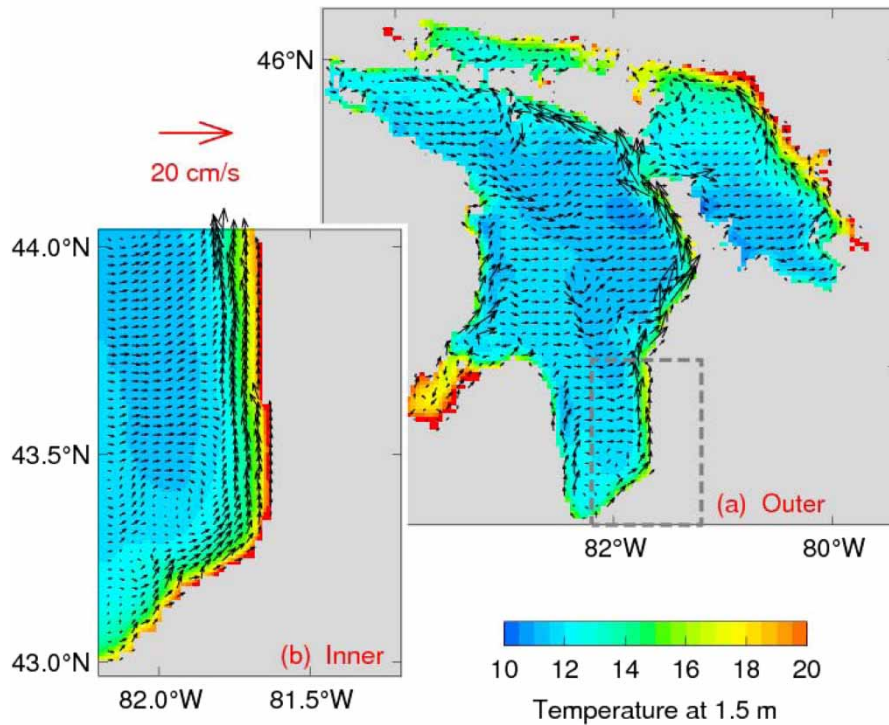 46°N
20 cm/s
44.0°N
43.5°N
43.0°N
(a) Outer
82°W
80°W
(b) Inner
82.0°W
81.5°W
10 12 14 16 18 20
Temperature at 1.5 m